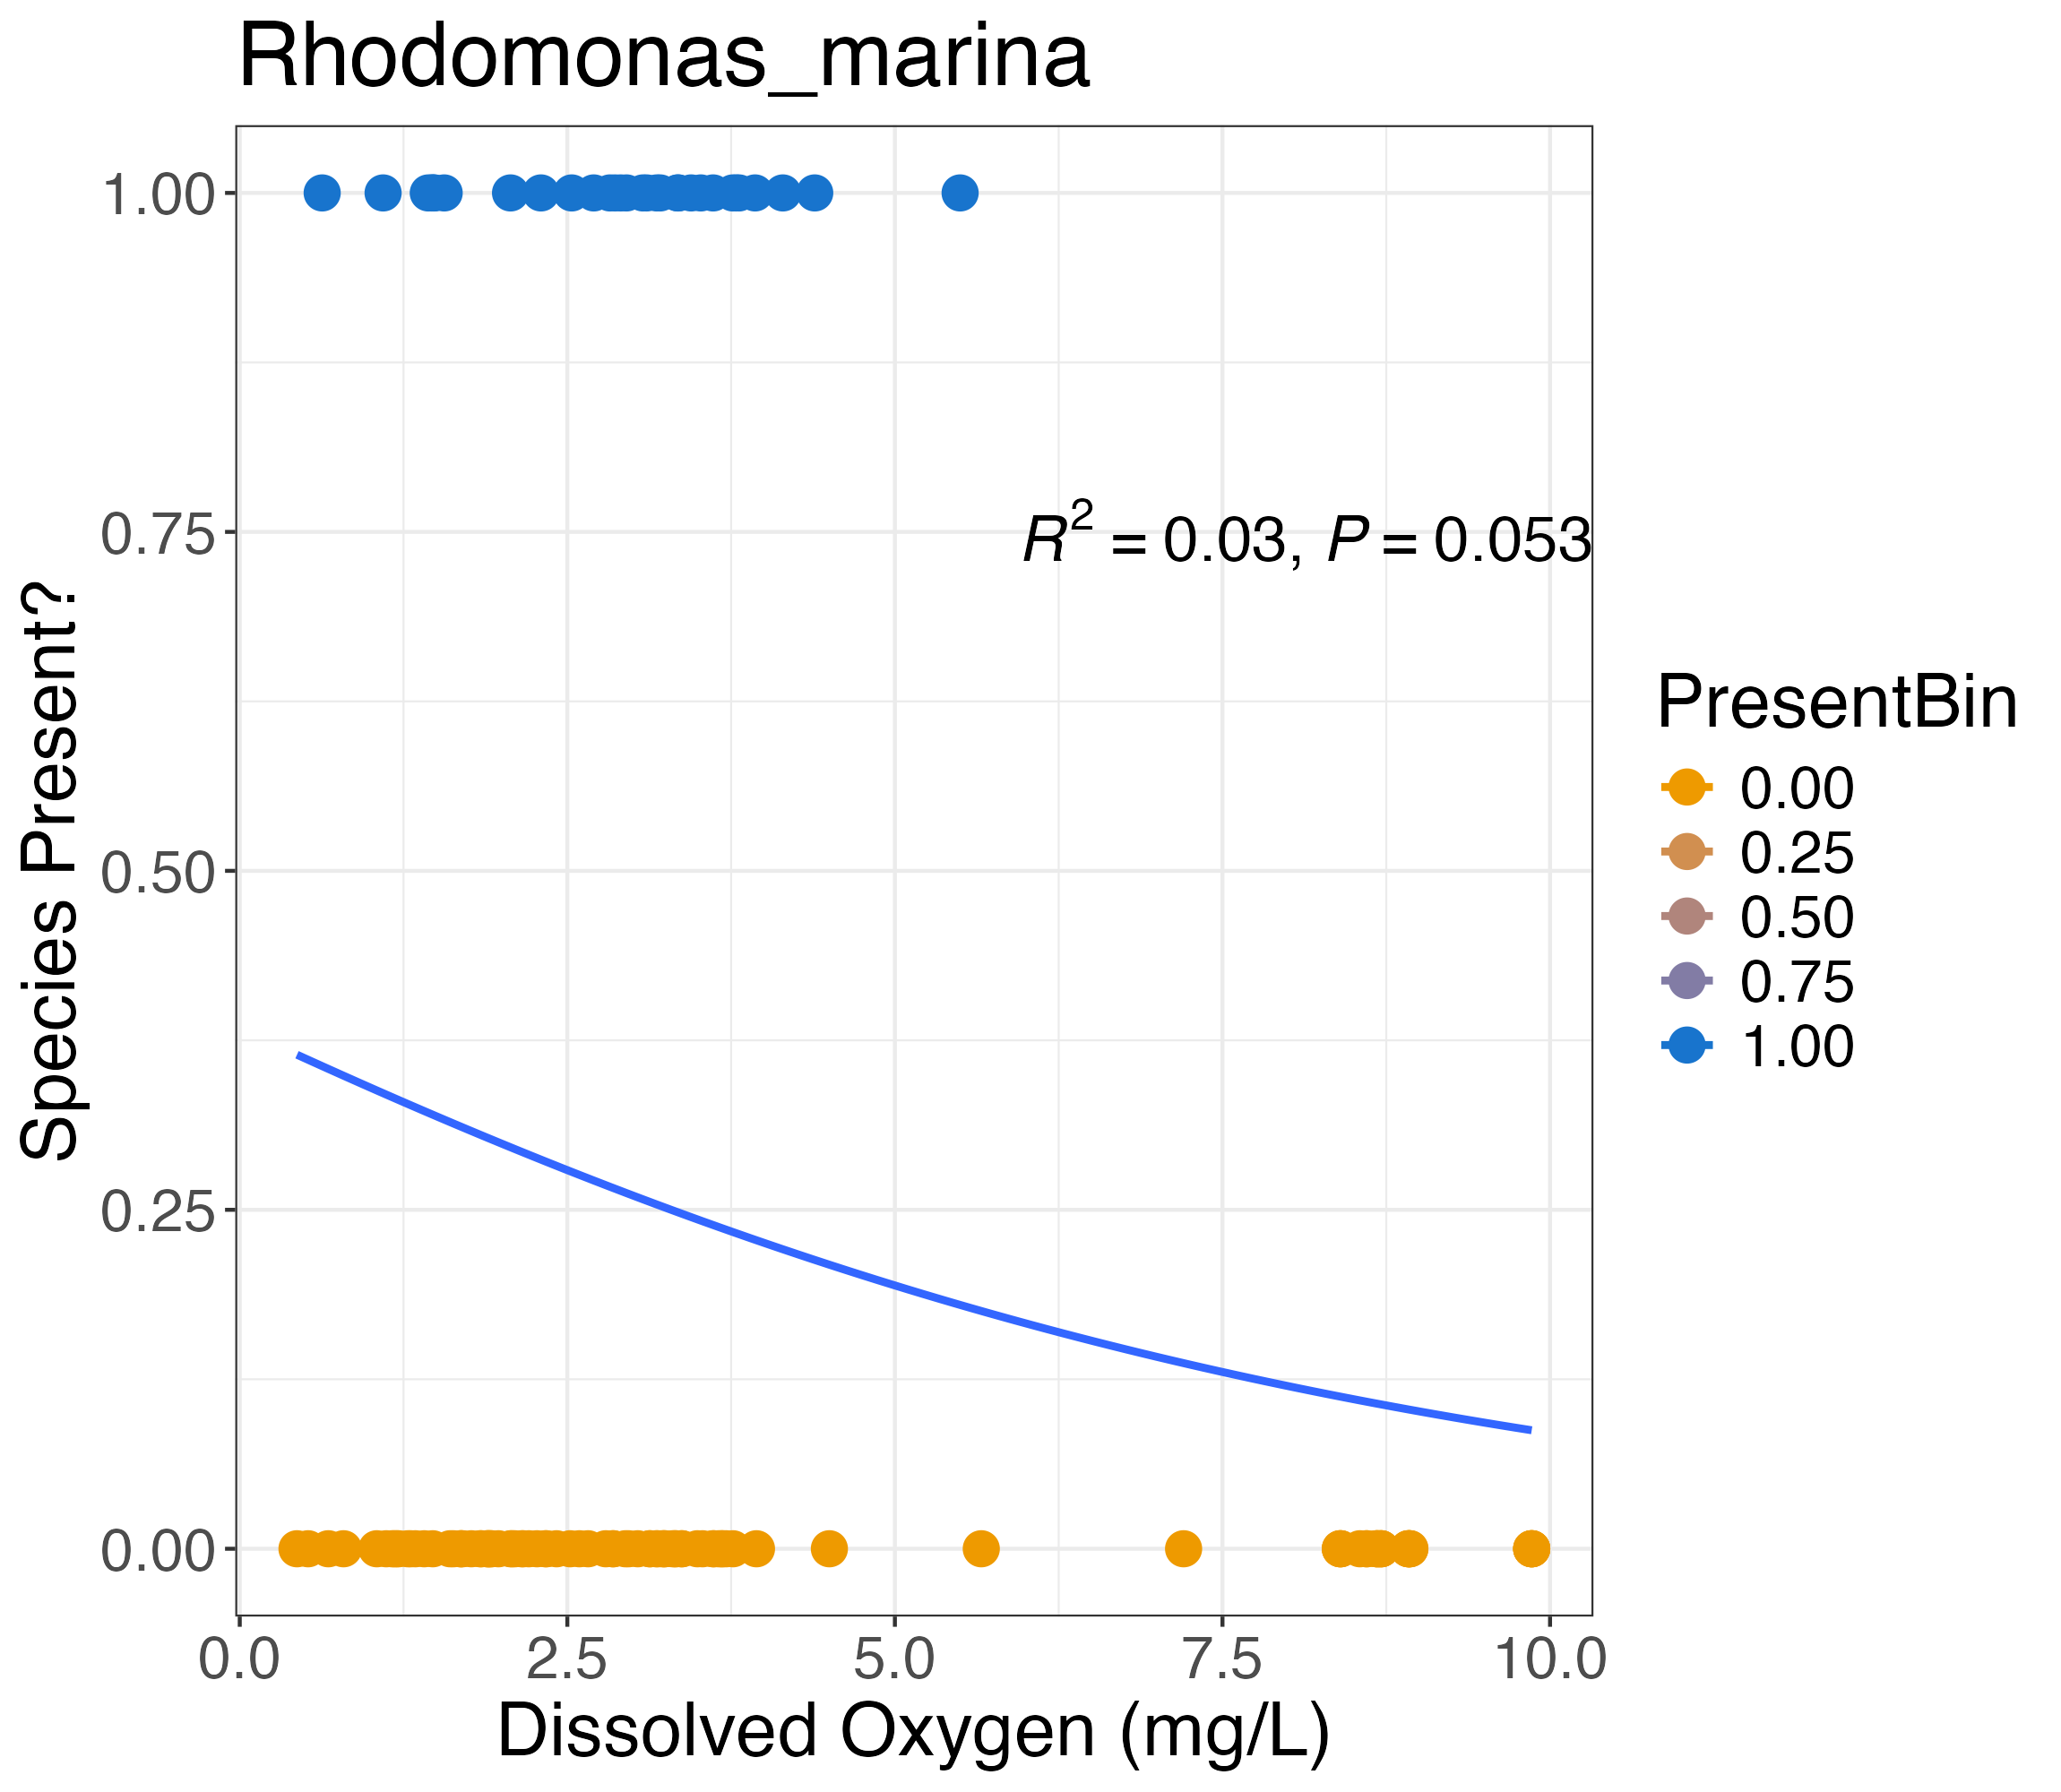 Rhodomonas_marina
1.00
0.75
0.50
0.25
0.00
Species Present?
R² = 0.03, P = 0.053
0.0 2.5 5.0 7.5 10.0
Dissolved Oxygen (mg/L)
PresentBin
0.00
0.25
0.50
0.75
1.00